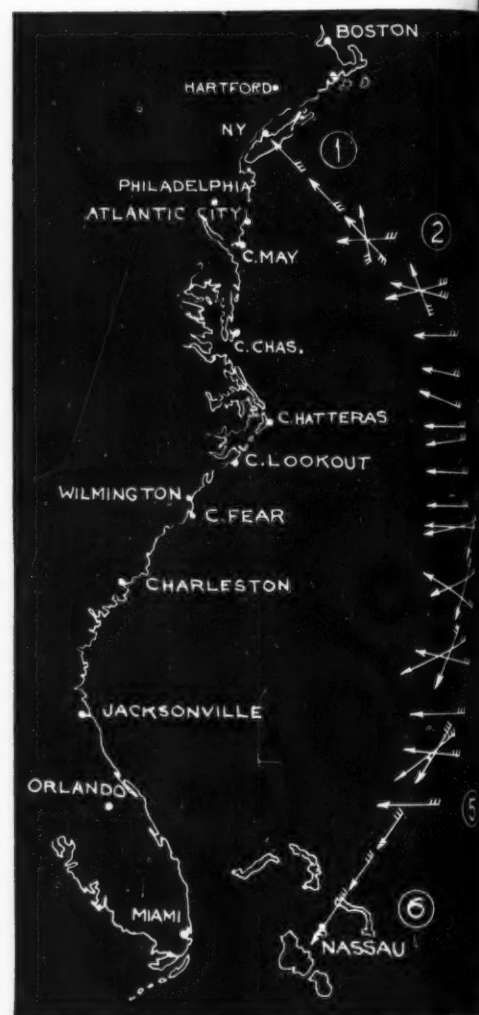 BOSTON
HARTFORD
NY
1
PHILADELPHIA
ATLANTIC CITY
2
C. MAY
C. CHAS.
C. HATTERAS
C. LOOKOUT
WILMINGTON
C. FEAR
CHARLESTON
JACKSONVILLE
ORLANDO
5
MIAMI
6
NASSAU